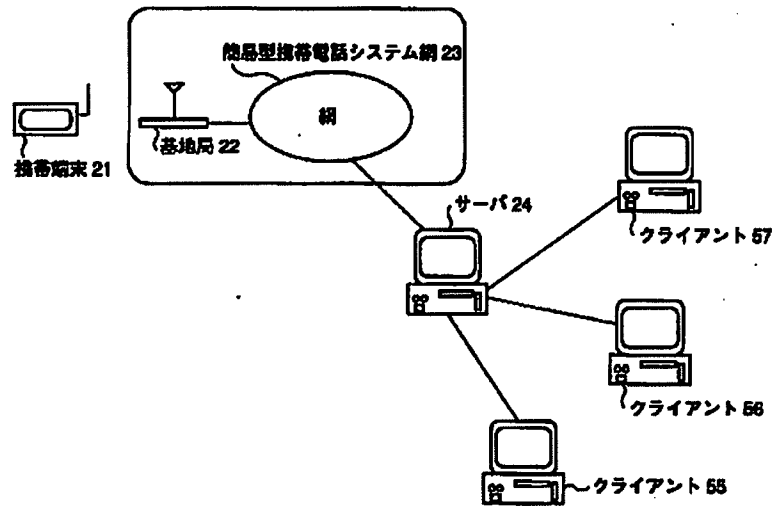 簡易型携帯電話システム網 23
網
基地局 22
携帯端末 21
サーバ 24
クライアント 57
クライアント 56
クライアント 55